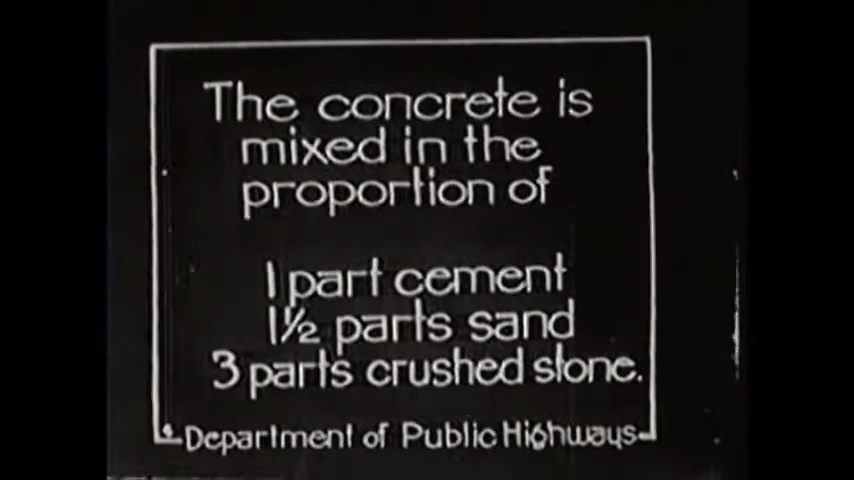 The concrete is
mixed in the
proportion of
1 part cement
1½ parts sand
3 parts crushed stone.
Department of Public Highways